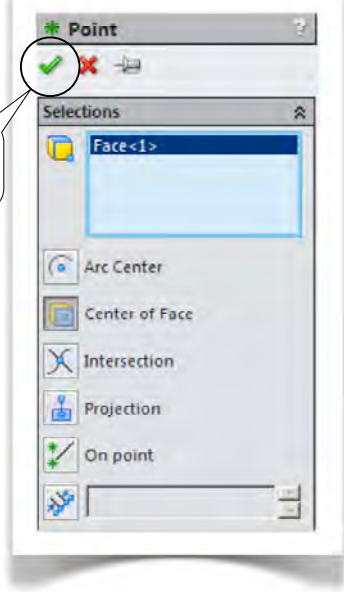 Point
?
Selections
Face<1>
Arc Center
Center of Face
Intersection
Projection
On point